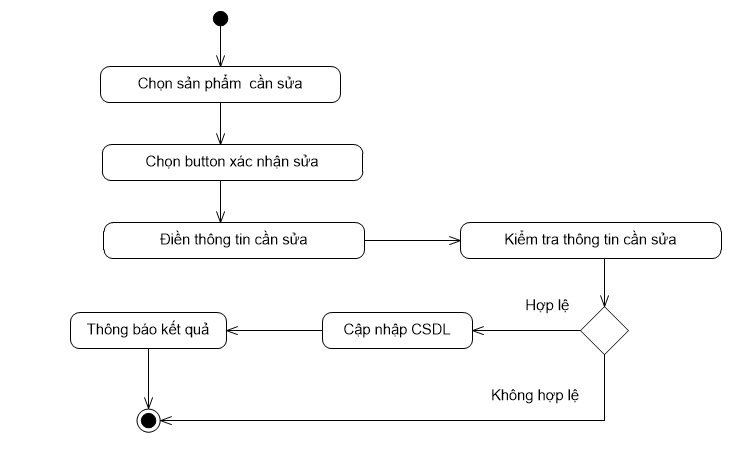 Chọn sản phẩm  cần sửa
Chọn button xác nhận sửa
Điền thông tin cần sửa
Kiểm tra thông tin cần sửa
Hợp lệ
Thông báo kết quả
Cập nhập CSDL
Không hợp lệ